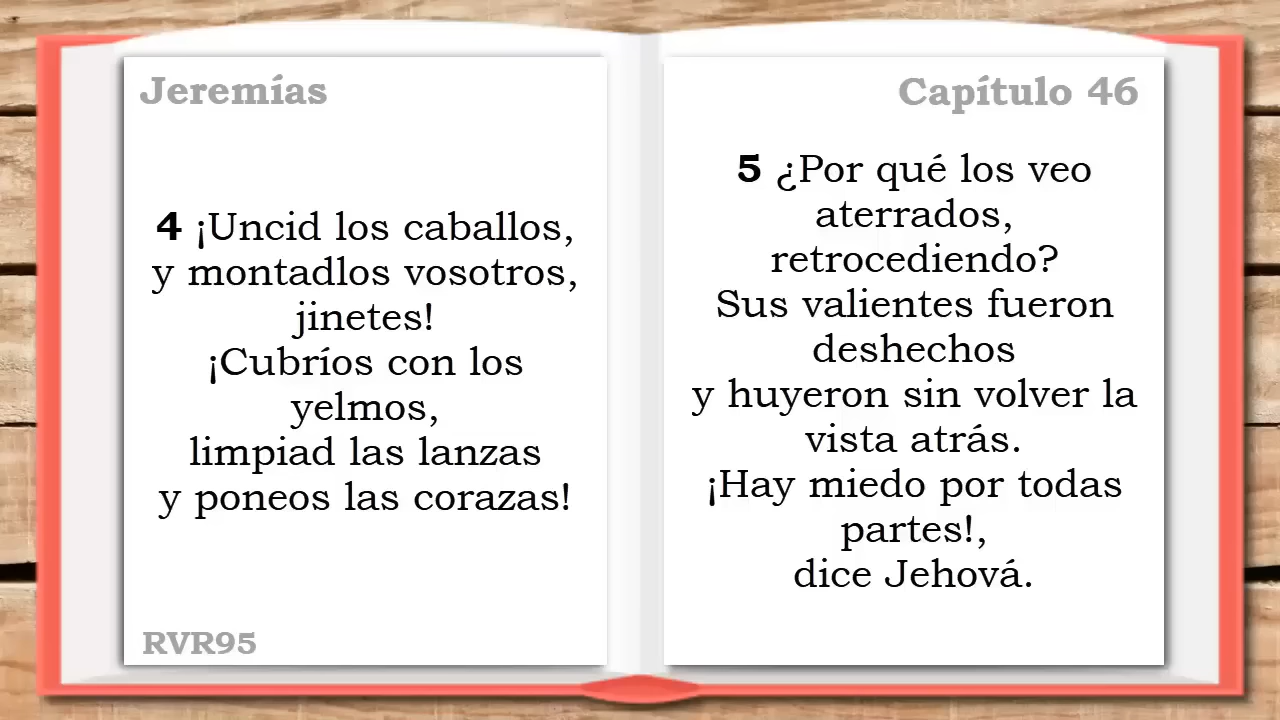 Jeremías
4 ¡Uncid los caballos,
y montadlos vosotros,
jinetes!
¡Cubríos con los
yelmos,
limpiad las lanzas
y poneos las corazas!
RVR95
Capítulo 46
5 ¿Por qué los veo
aterrados,
retrocediendo?
Sus valientes fueron
deshechos
y huyeron sin volver la
vista atrás.
¡Hay miedo por todas
partes!,
dice Jehová.